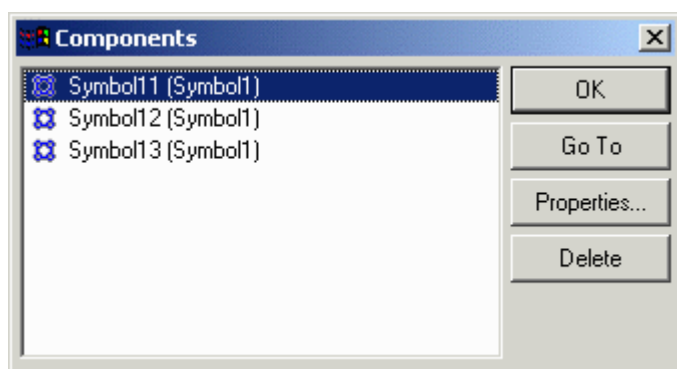 Components
Symbol11 (Symbol1)
Symbol12 (Symbol1)
Symbol13 (Symbol1)
OK
Go To
Properties...
Delete